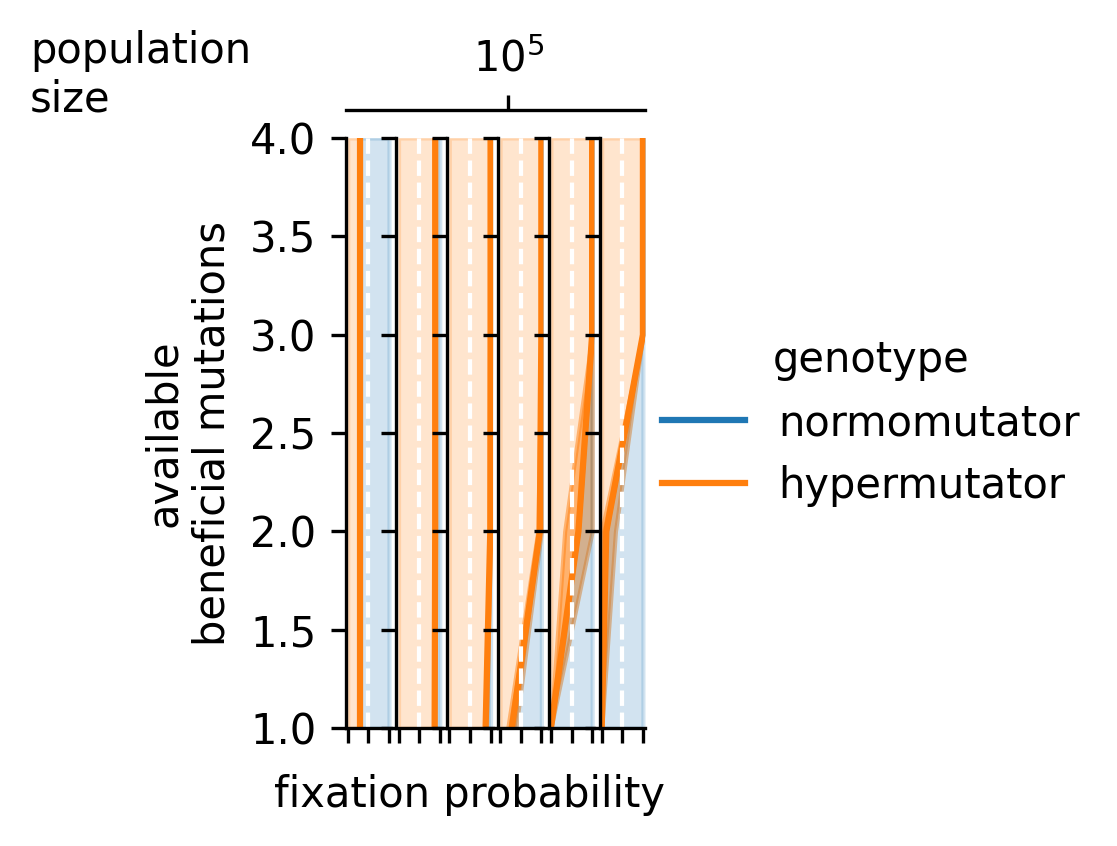 population
size
10⁵
4.0
3.5
3.0
2.5
2.0
1.5
1.0
available
beneficial mutations
fixation probability
genotype
normomutator
hypermutator